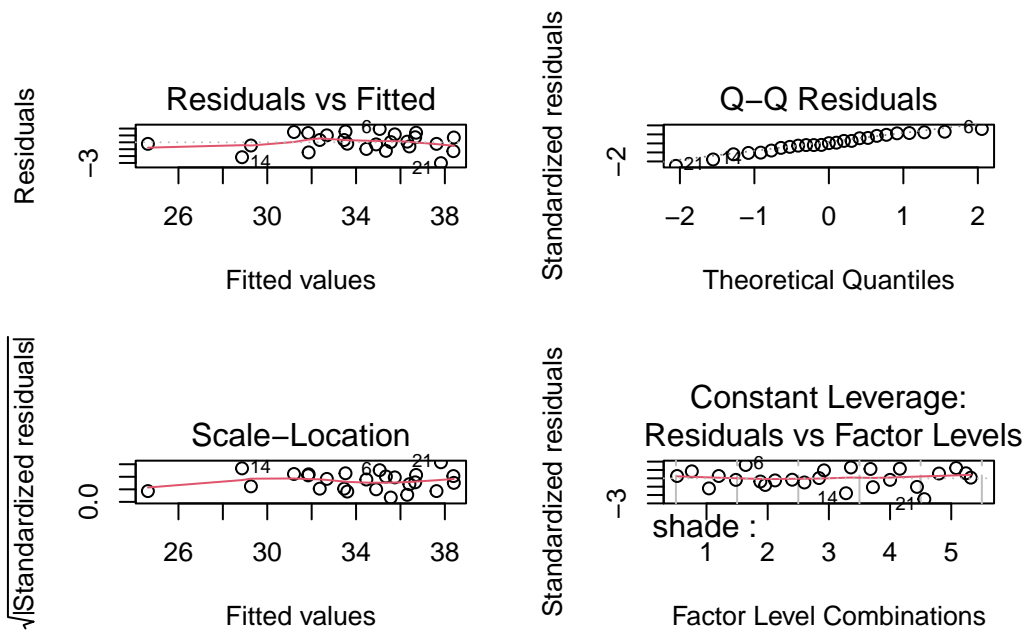 Residuals vs Fitted
Residuals
−3
6
14
21
26 30 34 38
Fitted values
Q−Q Residuals
Standardized residuals
−2
6
14
21
−2 −1 0 1 2
Theoretical Quantiles
Scale−Location
√|Standardized residuals|
0.0
14
6
21
26 30 34 38
Fitted values
Constant Leverage:
Residuals vs Factor Levels
Standardized residuals
−3
6
14
21
shade :
1 2 3 4 5
Factor Level Combinations